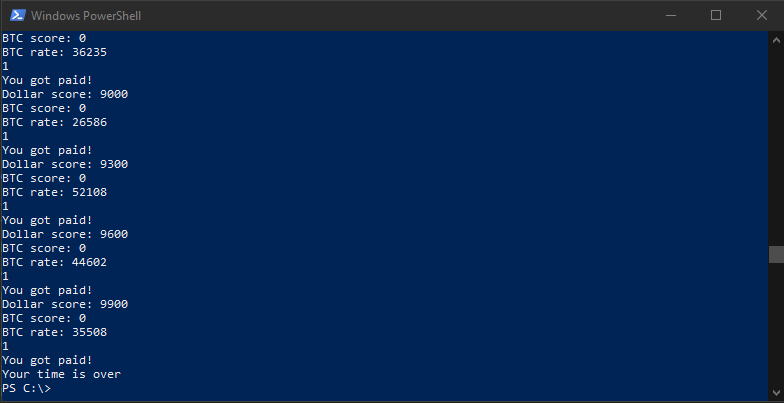 Windows PowerShell
BTC score: 0
BTC rate: 36235
1
You got paid!
Dollar score: 9000
BTC score: 0
BTC rate: 26586
1
You got paid!
Dollar score: 9300
BTC score: 0
BTC rate: 52108
1
You got paid!
Dollar score: 9600
BTC score: 0
BTC rate: 44602
1
You got paid!
Dollar score: 9900
BTC score: 0
BTC rate: 35508
1
You got paid!
Your time is over
PS C:\>